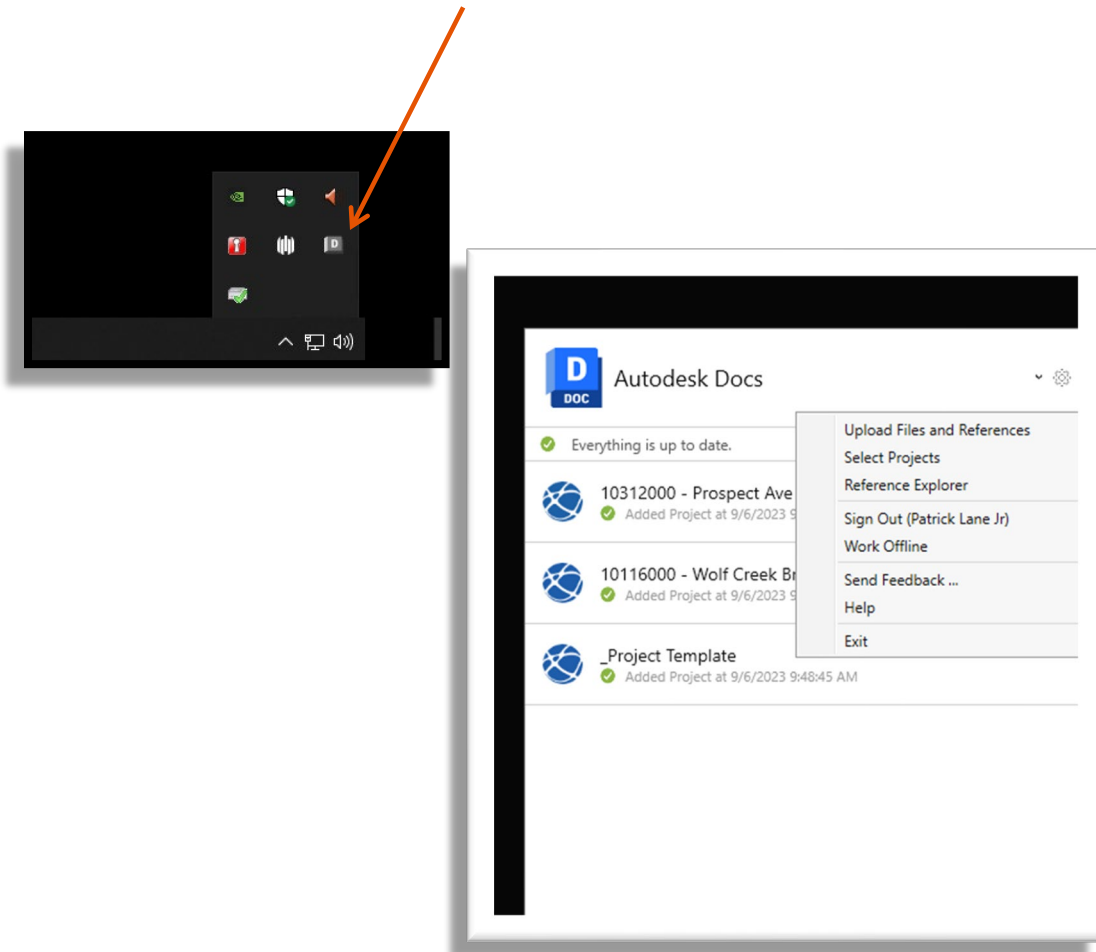 D
D
DOC
Autodesk Docs
Everything is up to date.
Upload Files and References
Select Projects
Reference Explorer
Sign Out (Patrick Lane Jr)
Work Offline
Send Feedback ...
Help
Exit
10312000 - Prospect Ave
Added Project at 9/6/2023 9
10116000 - Wolf Creek Br
Added Project at 9/6/2023 9
_Project Template
Added Project at 9/6/2023 9:48:45 AM